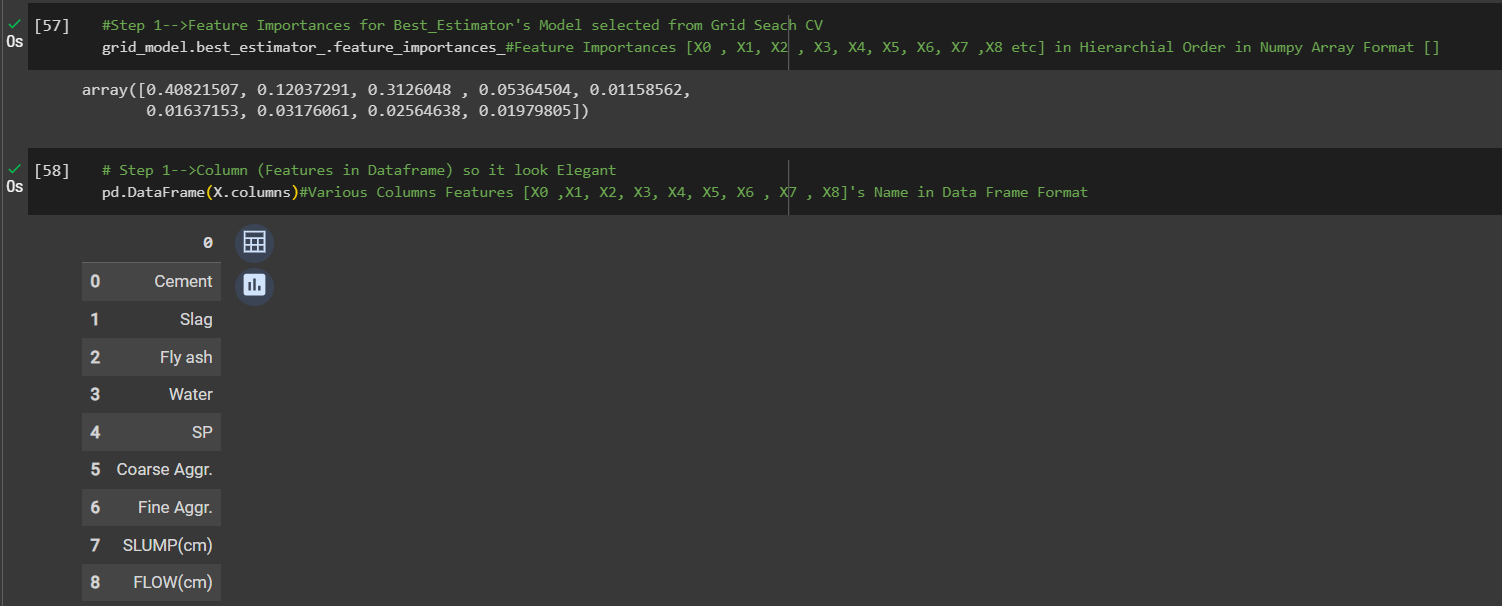 [57] #Step 1-->Feature Importances for Best_Estimator's Model selected from Grid Seach CV
0s grid_model.best_estimator_.feature_importances_#Feature Importances [X0 , X1, X2 , X3, X4, X5, X6, X7 ,X8 etc] in Hierarchial Order in Numpy Array Format []
array([0.40821507, 0.12037291, 0.3126048 , 0.05364504, 0.01158562,
0.01637153, 0.03176061, 0.02564638, 0.01979805])
[58] # Step 1-->Column (Features in Dataframe) so it look Elegant
0s pd.DataFrame(X.columns)#Various Columns Features [X0 ,X1, X2, X3, X4, X5, X6 , X7 , X8]'s Name in Data Frame Format
0
0 Cement
1 Slag
2 Fly ash
3 Water
4 SP
5 Coarse Aggr.
6 Fine Aggr.
7 SLUMP(cm)
8 FLOW(cm)